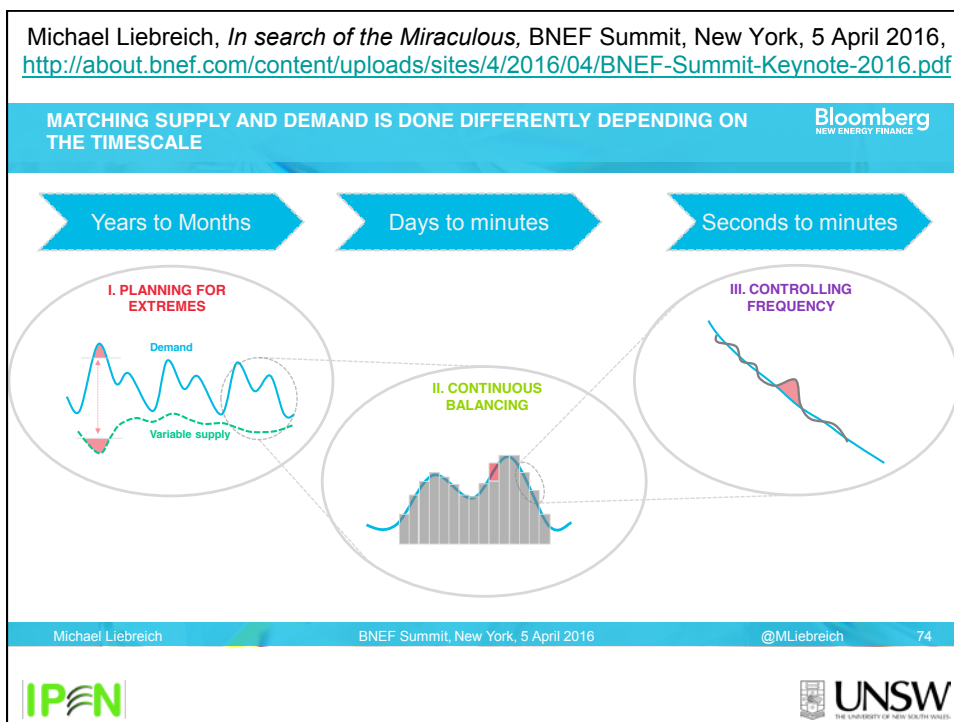 Michael Liebreich, In search of the Miraculous, BNEF Summit, New York, 5 April 2016,
http://about.bnef.com/content/uploads/sites/4/2016/04/BNEF-Summit-Keynote-2016.pdf
MATCHING SUPPLY AND DEMAND IS DONE DIFFERENTLY DEPENDING ON
THE TIMESCALE
Bloomberg
NEW ENERGY FINANCE
Years to Months
Days to minutes
Seconds to minutes
I. PLANNING FOR
EXTREMES
Demand
Variable supply
II. CONTINUOUS
BALANCING
III. CONTROLLING
FREQUENCY
Michael Liebreich
BNEF Summit, New York, 5 April 2016
@MLiebreich
74
IPEN
UNSW
THE UNIVERSITY OF NEW SOUTH WALES